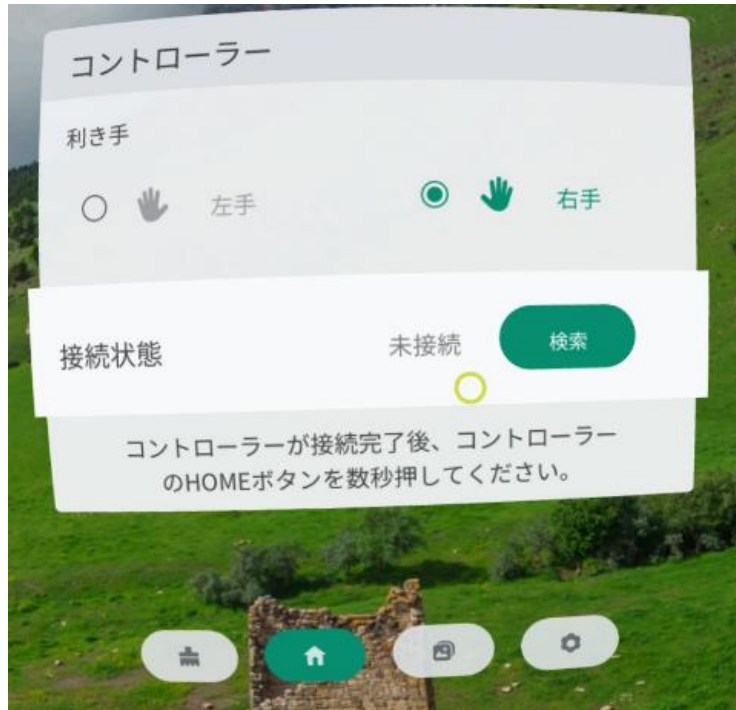 コントローラー
利き手
左手
右手
接続状態
未接続
検索
コントローラーが接続完了後、コントローラー
のHOMEボタンを数秒押してください。